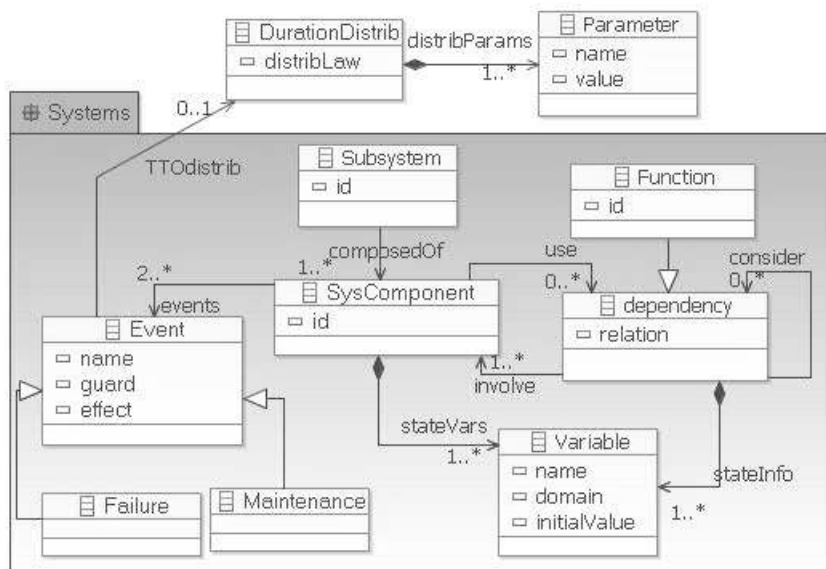 DurationDistrib
distribLaw
distribParams
1..*
Parameter
name
value
Systems
0..1
TTOdistrib
Subsystem
id
Function
id
composedOf
1..*
use
0..*
consider
0..*
2..*
events
SysComponent
id
dependency
relation
Event
name
guard
effect
1..*
involve
stateVars
1..*
Variable
name
domain
initialValue
stateInfo
1..*
Failure
Maintenance